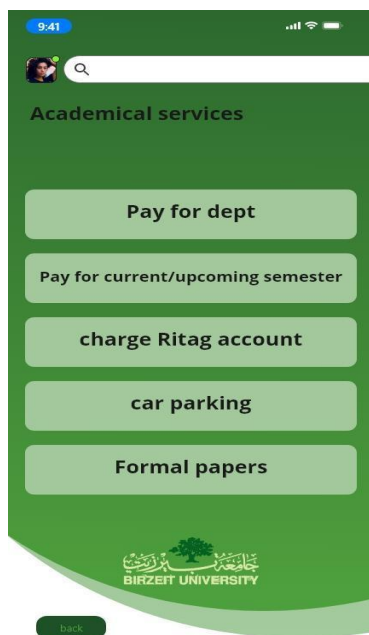 9:41
Academical services
Pay for dept
Pay for current/upcoming semester
charge Ritag account
car parking
Formal papers
جامعة بيرزيت
BIRZEIT UNIVERSITY
back